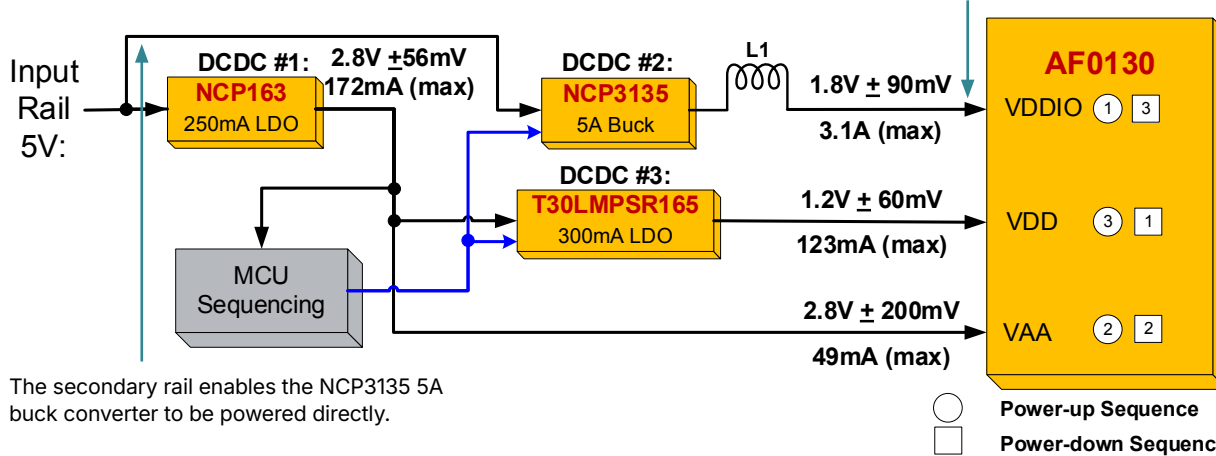 Input
Rail
5V:
DCDC #1:
NCP163
250mA LDO
2.8V ±56mV
172mA (max)
DCDC #2:
NCP3135
5A Buck
L1
1.8V ± 90mV
3.1A (max)
DCDC #3:
T30LMPSR165
300mA LDO
1.2V ± 60mV
123mA (max)
MCU
Sequencing
2.8V ± 200mV
49mA (max)
AF0130
VDDIO 1 3
VDD 3 1
VAA 2 2
The secondary rail enables the NCP3135 5A
buck converter to be powered directly.
Power-up Sequence
Power-down Sequenc